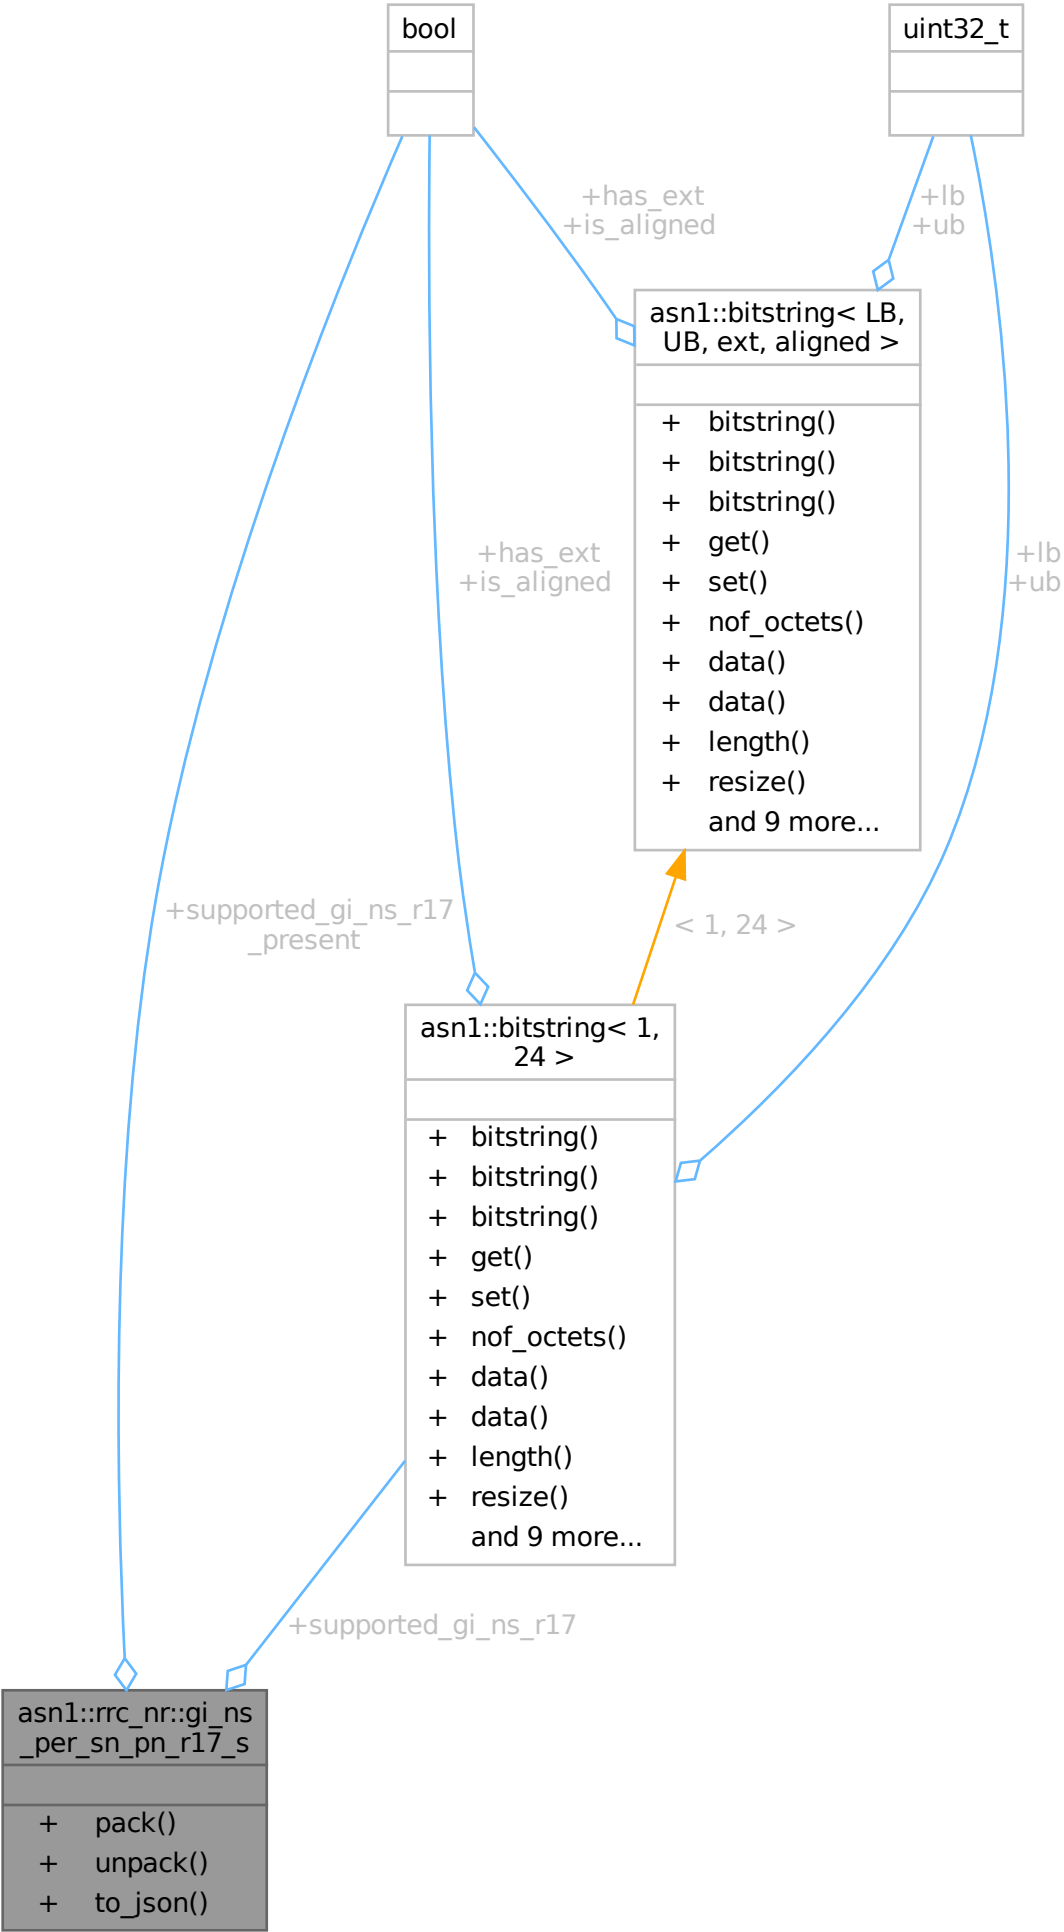 bool
uint32_t
+has_ext
+is_aligned
+lb
+ub
asn1::bitstring< LB,
UB, ext, aligned >
+ bitstring()
+ bitstring()
+ bitstring()
+ get()
+ set()
+ nof_octets()
+ data()
+ data()
+ length()
+ resize()
and 9 more...
+has_ext
+is_aligned
+lb
+ub
+supported_gi_ns_r17
_present
< 1, 24 >
asn1::bitstring< 1,
24 >
+ bitstring()
+ bitstring()
+ bitstring()
+ get()
+ set()
+ nof_octets()
+ data()
+ data()
+ length()
+ resize()
and 9 more...
+supported_gi_ns_r17
asn1::rrc_nr::gi_ns
_per_sn_pn_r17_s
+ pack()
+ unpack()
+ to_json()